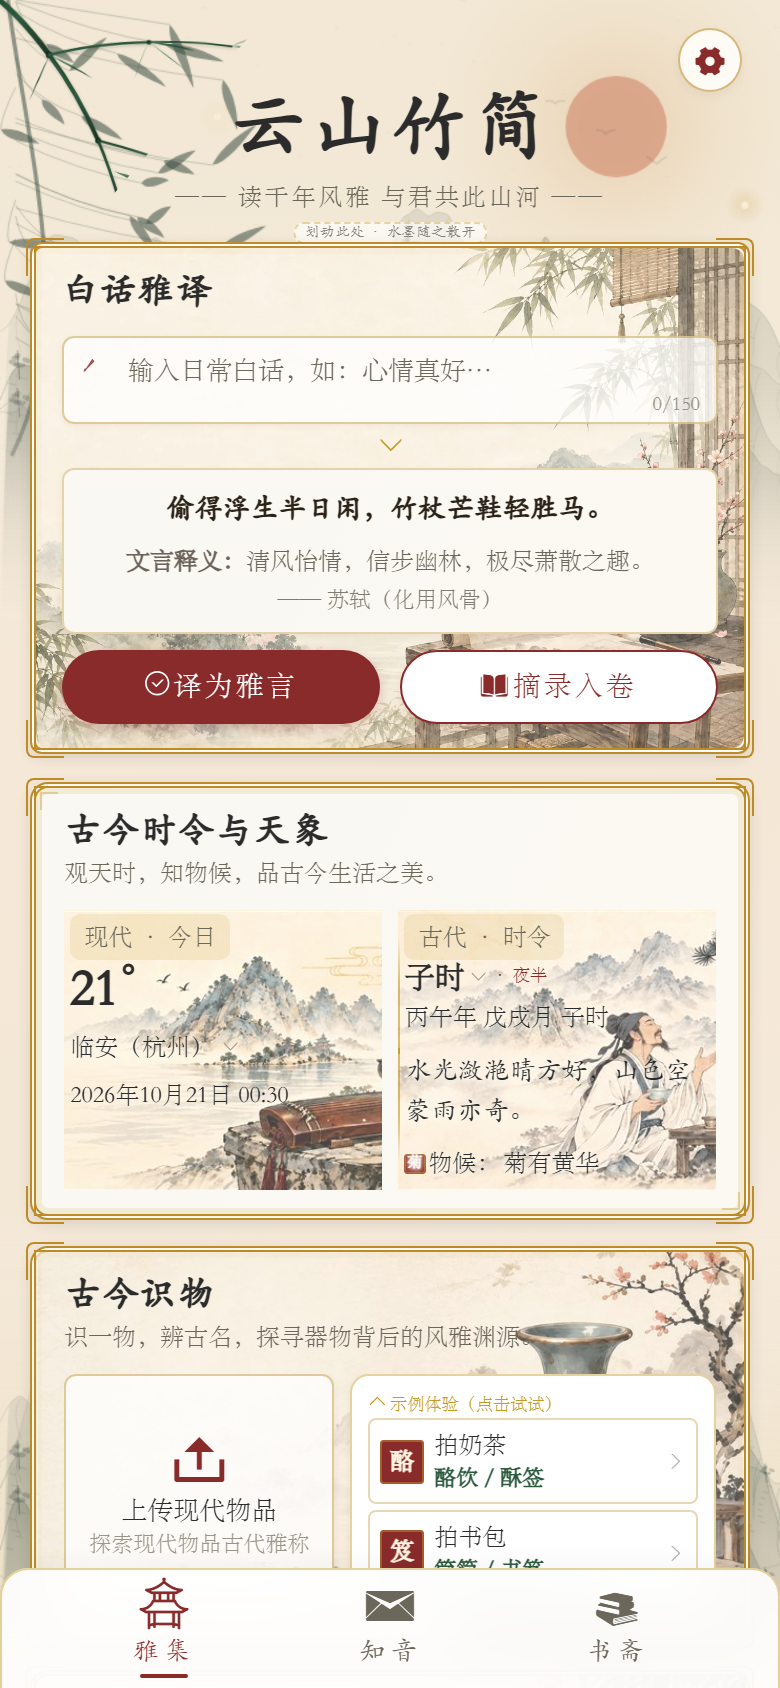 云山竹简
—— 读千年风雅 与君共此山河 ——
划动此处 · 水墨随之散开
白话雅译
输入日常白话，如：心情真好…
0/150
偷得浮生半日闲，竹杖芒鞋轻胜马。
文言释义：清风怡情，信步幽林，极尽萧散之趣。
—— 苏轼（化用风骨）
译为雅言
摘录入卷
古今时令与天象
观天时，知物候，品古今生活之美。
现代 · 今日
21°
临安（杭州）
2026年10月21日 00:30
古代 · 时令
子时 · 夜半
丙午年 戊戌月 子时
水光潋滟晴方好，山色空
蒙雨亦奇。
菊 物候： 菊有黄华
古今识物
识一物，辨古名，探寻器物背后的风雅渊源。
上传现代物品
探索现代物品古代雅称
示例体验（点击试试）
酪
拍奶茶
酪饮 / 酥签
笈
拍书包
雅集
知音
书斋